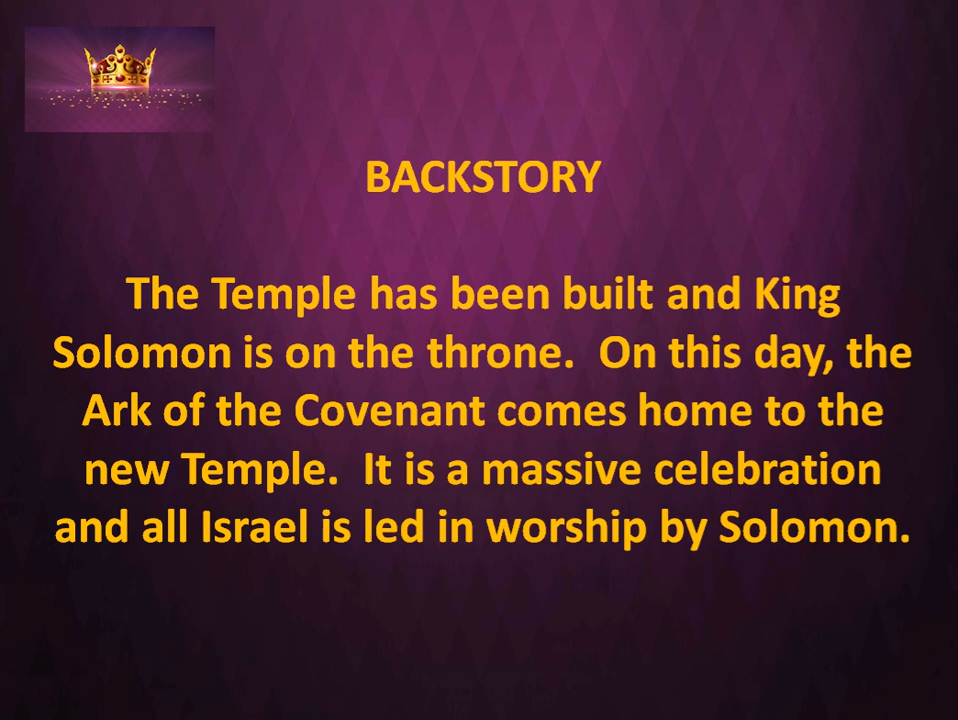 BACKSTORY
The Temple has been built and King
Solomon is on the throne.  On this day, the
Ark of the Covenant comes home to the
new Temple.  It is a massive celebration
and all Israel is led in worship by Solomon.